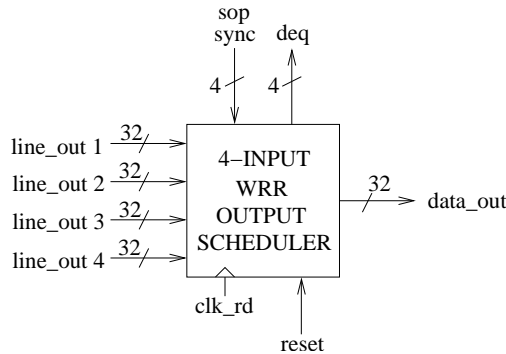 sop
sync
deq
4
4
line_out 1
32
line_out 2
32
line_out 3
32
line_out 4
32
4-INPUT
WRR
OUTPUT
SCHEDULER
32
data_out
clk_rd
reset